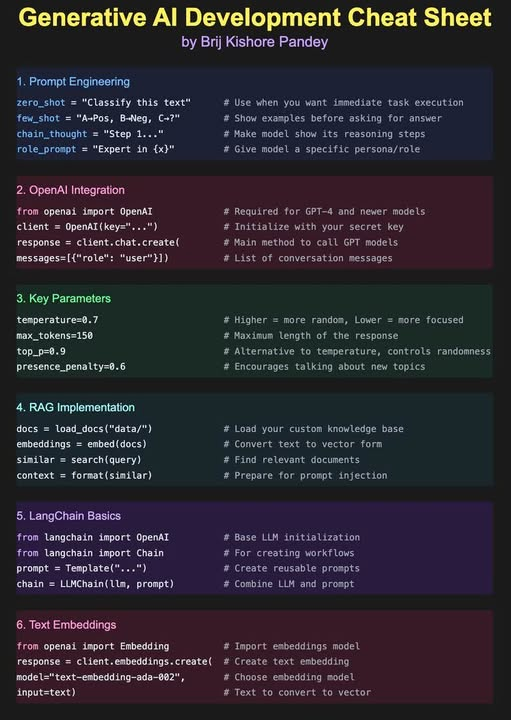 Generative AI Development Cheat Sheet
by Brij Kishore Pandey
1. Prompt Engineering
zero_shot = "Classify this text" # Use when you want immediate task execution
few_shot = "A→Pos, B→Neg, C→?" # Show examples before asking for answer
chain_thought = "Step 1..." # Make model show its reasoning steps
role_prompt = "Expert in {x}" # Give model a specific persona/role
2. OpenAI Integration
from openai import OpenAI # Required for GPT-4 and newer models
client = OpenAI(key="...") # Initialize with your secret key
response = client.chat.create( # Main method to call GPT models
messages=[{"role": "user"}]) # List of conversation messages
3. Key Parameters
temperature=0.7 # Higher = more random, Lower = more focused
max_tokens=150 # Maximum length of the response
top_p=0.9 # Alternative to temperature, controls randomness
presence_penalty=0.6 # Encourages talking about new topics
4. RAG Implementation
docs = load_docs("data/") # Load your custom knowledge base
embeddings = embed(docs) # Convert text to vector form
similar = search(query) # Find relevant documents
context = format(similar) # Prepare for prompt injection
5. LangChain Basics
from langchain import OpenAI # Base LLM initialization
from langchain import Chain # For creating workflows
prompt = Template("...") # Create reusable prompts
chain = LLMChain(llm, prompt) # Combine LLM and prompt
6. Text Embeddings
from openai import Embedding # Import embeddings model
response = client.embeddings.create( # Create text embedding
model="text-embedding-ada-002", # Choose embedding model
input=text) # Text to convert to vector